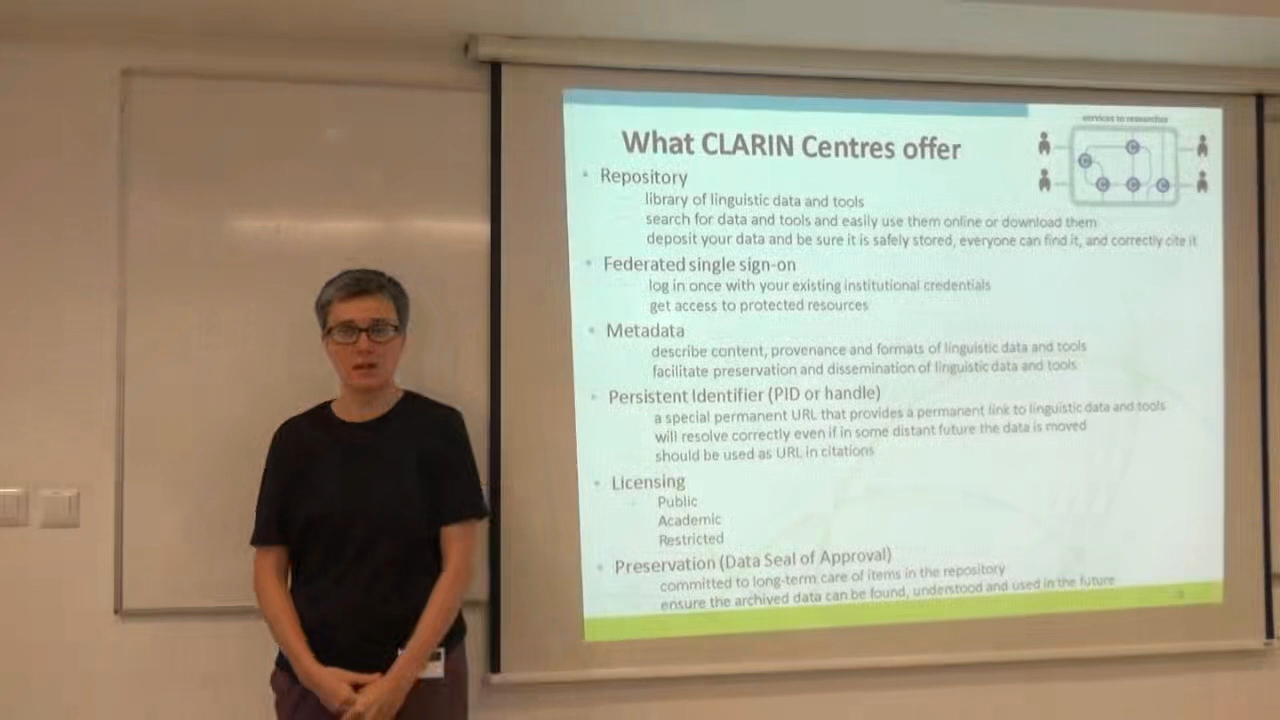 services to researches
What CLARIN Centres offer
Repository
library of linguistic data and tools
search for data and tools and easily use them online or download them
deposit your data and be sure it is safely stored, everyone can find it, and correctly cite it
Federated single sign-on
log in once with your existing institutional credentials
get access to protected resources
Metadata
describe content, provenance and formats of linguistic data and tools
facilitate preservation and dissemination of linguistic data and tools
Persistent Identifier (PID or handle)
a special permanent URL that provides a permanent link to linguistic data and tools
will resolve correctly even if in some distant future the data is moved
should be used as URL in citations
Licensing
Public
Academic
Restricted
Preservation (Data Seal of Approval)
committed to long-term care of items in the repository
ensure the archived data can be found, understood and used in the future